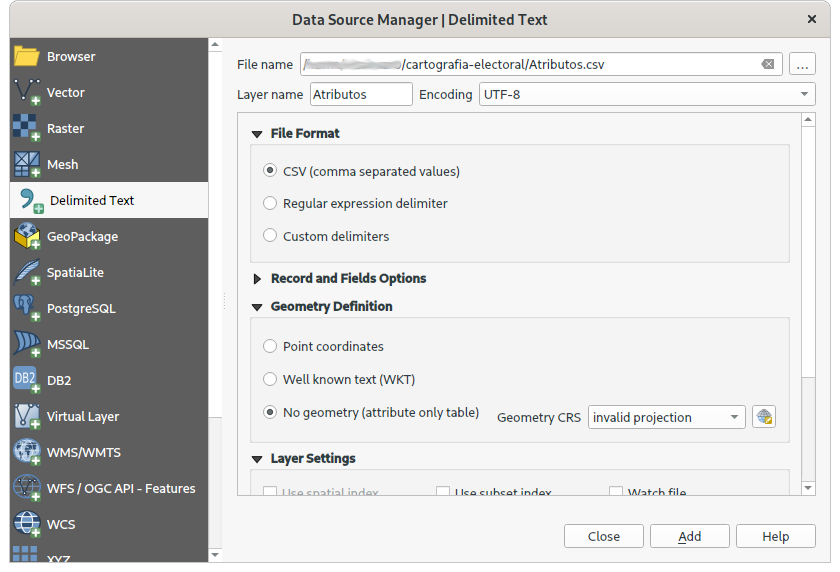 Data Source Manager | Delimited Text
Browser
Vector
Raster
Mesh
Delimited Text
GeoPackage
SpatiaLite
PostgreSQL
MSSQL
DB2
DB2
Virtual Layer
WMS/WMTS
WFS / OGC API - Features
WCS
XYZ
File name /cartografia-electoral/Atributos.csv ...
Layer name Atributos Encoding UTF-8
File Format
CSV (comma separated values)
Regular expression delimiter
Custom delimiters
Record and Fields Options
Geometry Definition
Point coordinates
Well known text (WKT)
No geometry (attribute only table) Geometry CRS invalid projection
Layer Settings
Use spatial index Use subset index Watch file
Close Add Help